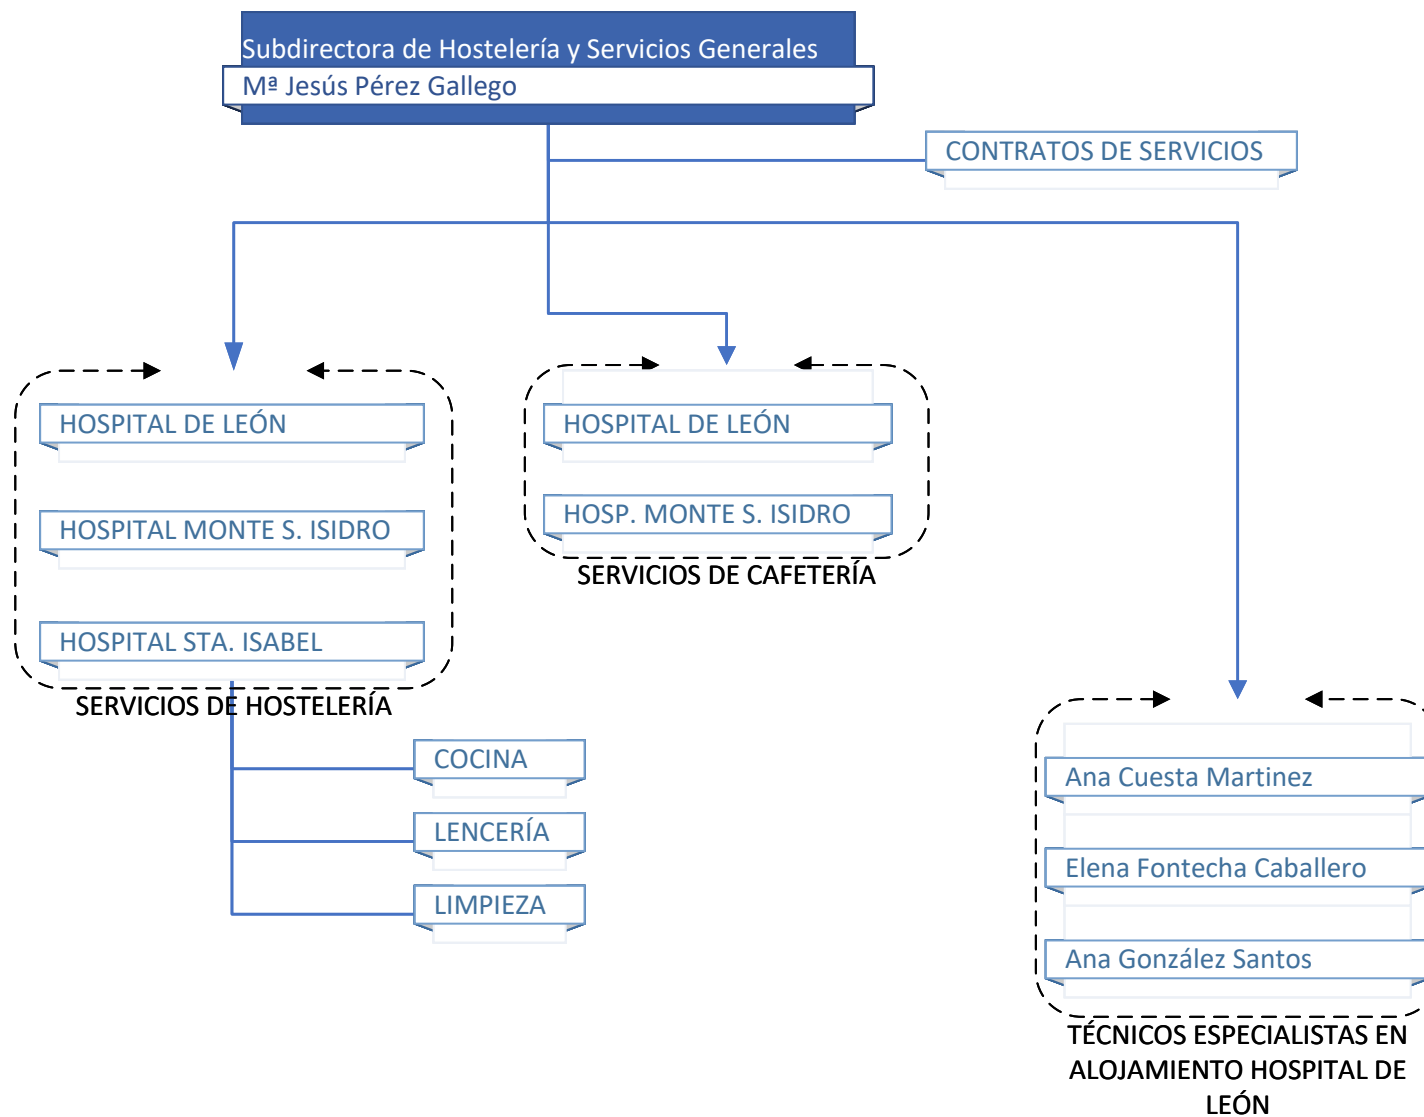 Subdirectora de Hostelería y Servicios Generales
Mª Jesús Pérez Gallego
CONTRATOS DE SERVICIOS
HOSPITAL DE LEÓN
HOSPITAL MONTE S. ISIDRO
HOSPITAL STA. ISABEL
SERVICIOS DE HOSTELERÍA
HOSPITAL DE LEÓN
HOSP. MONTE S. ISIDRO
SERVICIOS DE CAFETERÍA
COCINA
LENCERÍA
LIMPIEZA
Ana Cuesta Martinez
Elena Fontecha Caballero
Ana González Santos
TÉCNICOS ESPECIALISTAS EN
ALOJAMIENTO HOSPITAL DE
LEÓN